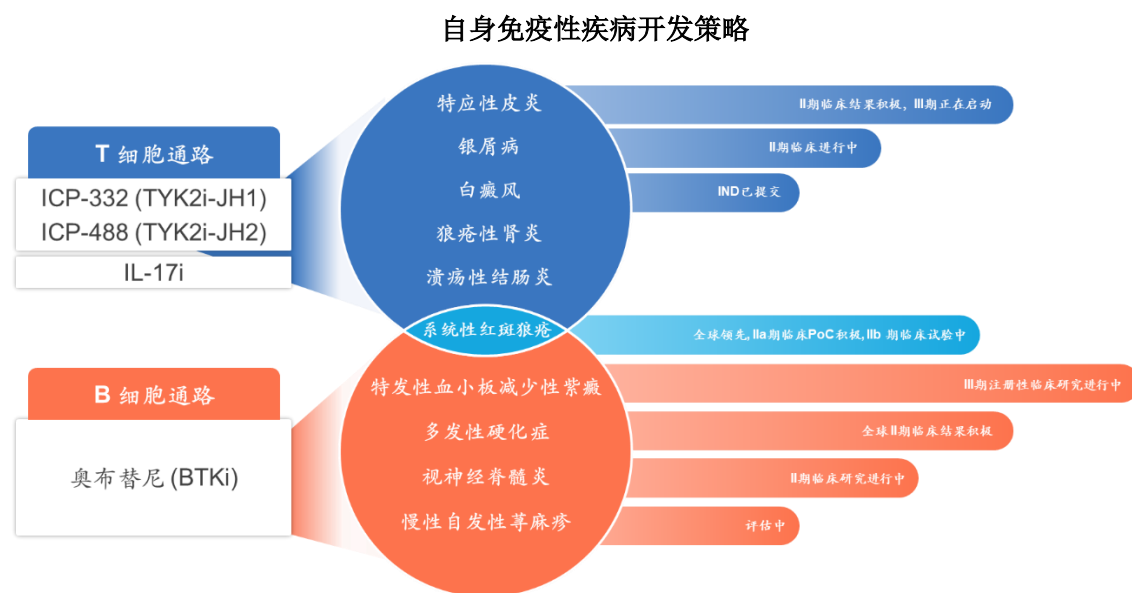 自身免疫性疾病开发策略
T 细胞通路
ICP-332 (TYK2i-JH1)
ICP-488 (TYK2i-JH2)
IL-17i
特应性皮炎
II期临床结果积极，III期正在启动
银屑病
II期临床进行中
白癜风
IND已提交
狼疮性肾炎
溃疡性结肠炎
系统性红斑狼疮
全球领先,IIa期临床PoC积极,IIb 期临床试验中
B 细胞通路
奥布替尼 (BTKi)
特发性血小板减少性紫癜
III期注册性临床研究进行中
多发性硬化症
全球II期临床结果积极
视神经脊髓炎
II期临床研究进行中
慢性自发性荨麻疹
评估中